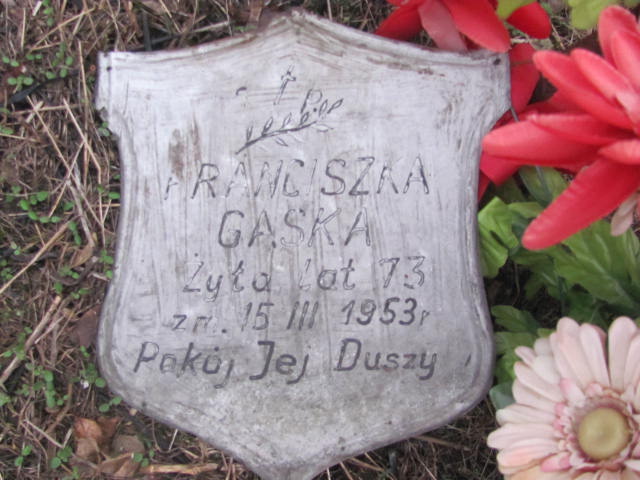 Ś P.
FRANCISZKA
GĄSKA
Żyła lat 73
zm. 15 III 1953 r
Pokój Jej Duszy